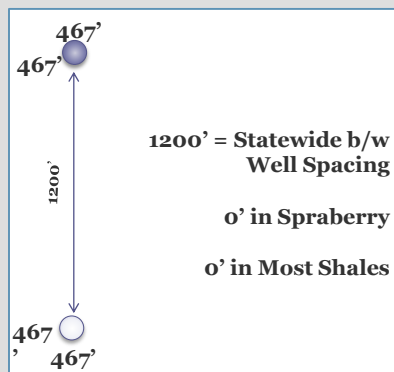 467’
467’
1200’
1200’ = Statewide b/w
Well Spacing
0’ in Spraberry
0’ in Most Shales
467
’
467’